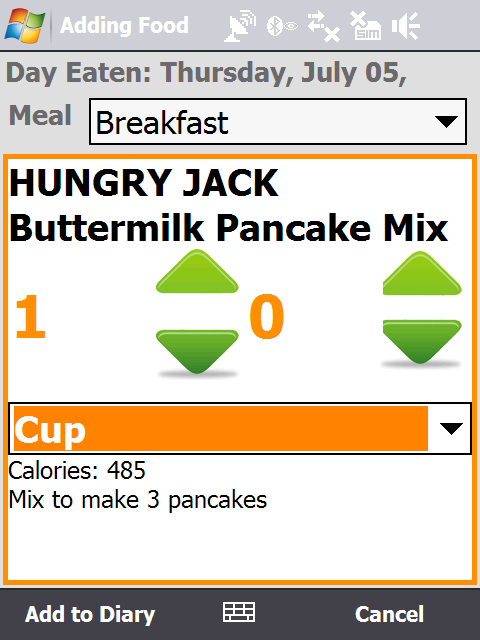 Adding Food
SIM
Day Eaten: Thursday, July 05,
Meal
Breakfast
HUNGRY JACK
Buttermilk Pancake Mix
1
0
Cup
Calories: 485
Mix to make 3 pancakes
Add to Diary
Cancel